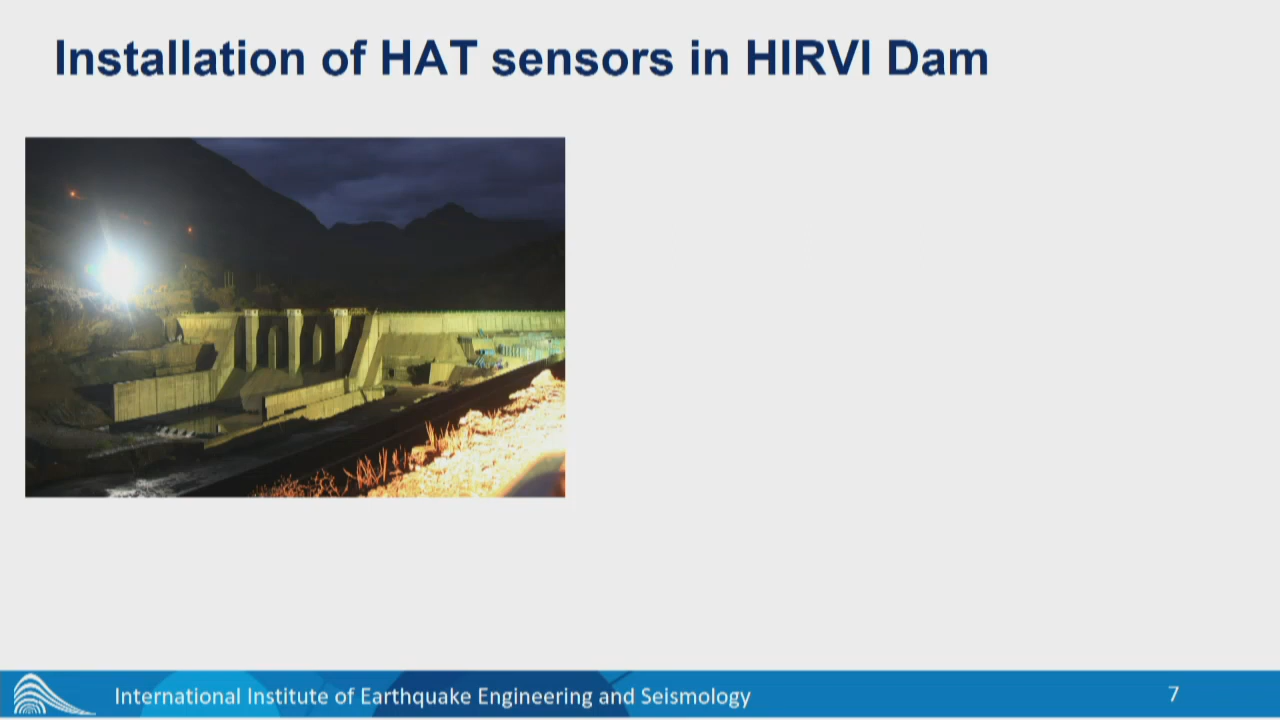 Installation of HAT sensors in HIRVI Dam
International Institute of Earthquake Engineering and Seismology
7